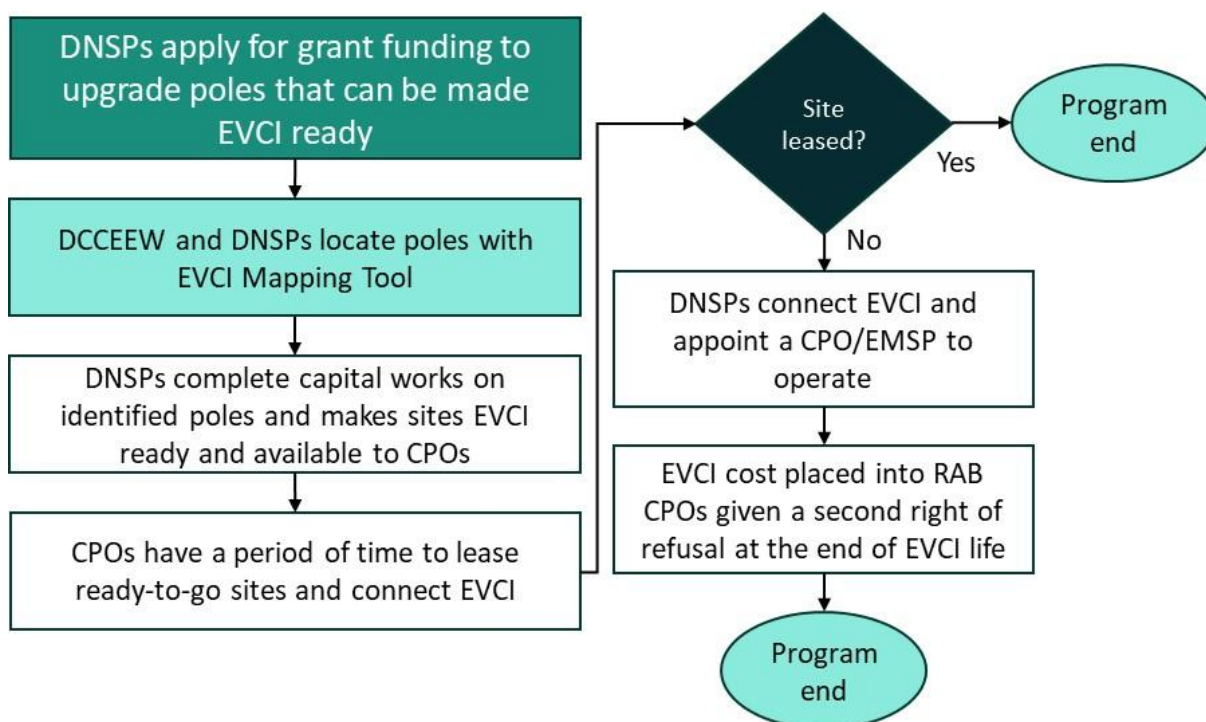 DNSPs apply for grant funding to
upgrade poles that can be made
EVCI ready
DCCEEW and DNSPs locate poles with
EVCI Mapping Tool
DNSPs complete capital works on
identified poles and makes sites EVCI
ready and available to CPOs
CPOs have a period of time to lease
ready-to-go sites and connect EVCI
Site
leased?
Yes
Program
end
No
DNSPs connect EVCI and
appoint a CPO/EMSP to
operate
EVCI cost placed into RAB
CPOs given a second right of
refusal at the end of EVCI life
Program
end